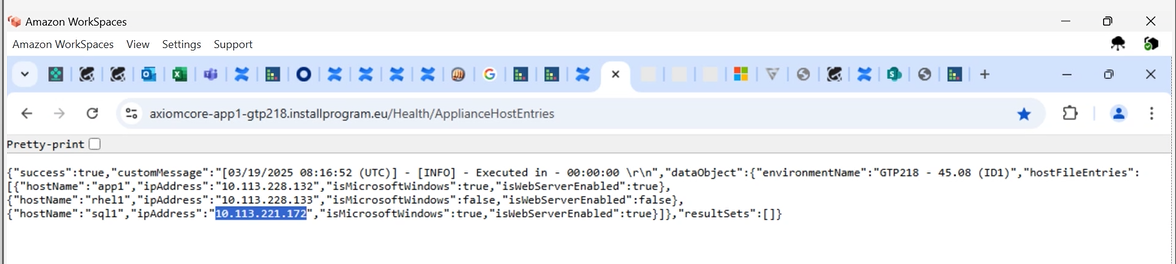 Amazon WorkSpaces
Amazon WorkSpaces View Settings Support
axiomcore-app1-gtp218.installprogram.eu/Health/ApplianceHostEntries
Pretty-print
{"success":true,"customMessage":"[03/19/2025 08:16:52 (UTC)] - [INFO] - Executed in - 00:00:00 \r\n","dataObject":{"environmentName":"GTP218 - 45.08 (ID1)","hostFileEntries":
[{"hostName":"app1","ipAddress":"10.113.228.132","isMicrosoftWindows":true,"isWebServerEnabled":true},
{"hostName":"rhel1","ipAddress":"10.113.228.133","isMicrosoftWindows":false,"isWebServerEnabled":false},
{"hostName":"sql1","ipAddress":"10.113.221.172","isMicrosoftWindows":true,"isWebServerEnabled":true}]},"resultSets":[]}